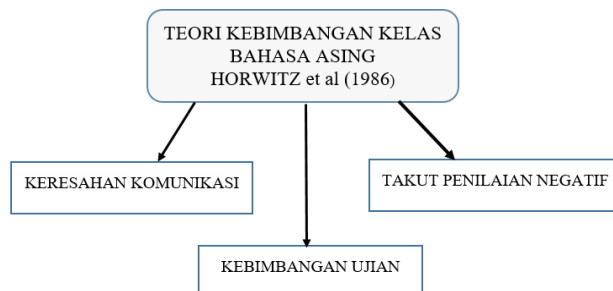 TEORI KEBIMBANGAN KELAS
BAHASA ASING
HORWITZ et al (1986)
KERESAHAN KOMUNIKASI
TAKUT PENILAIAN NEGATIF
KEBIMBANGAN UJIAN